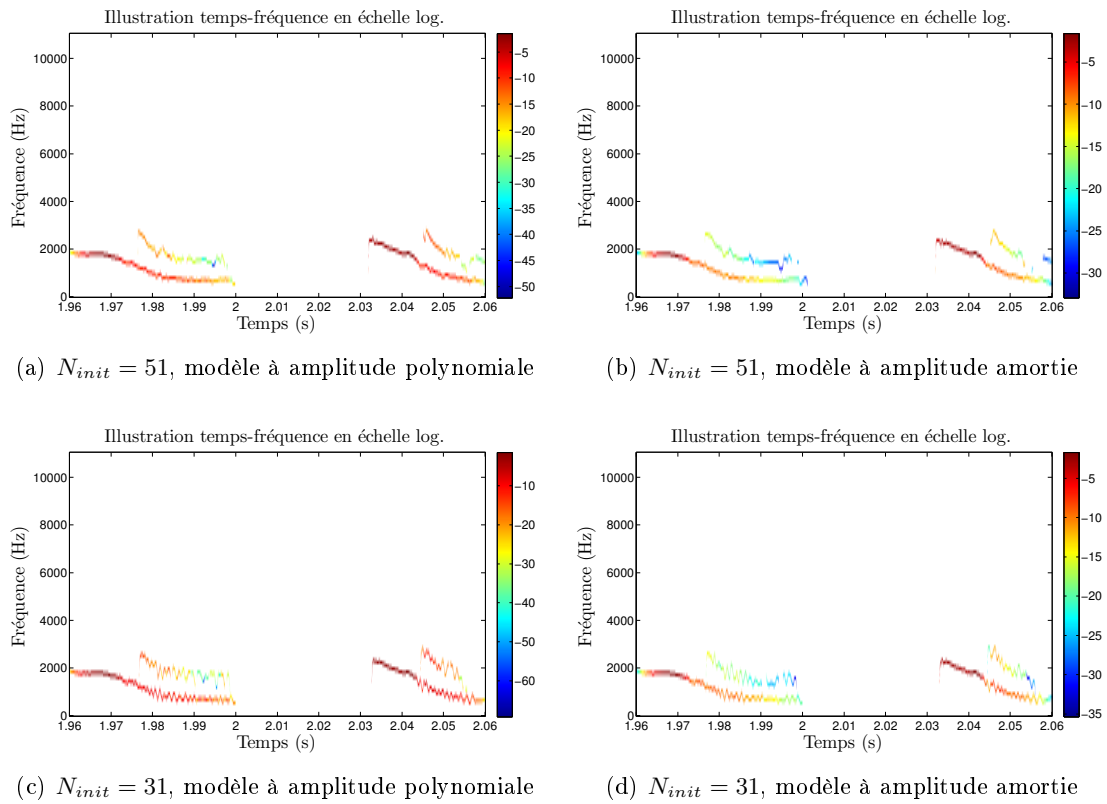 Illustration temps-fréquence en échelle log.
Fréquence (Hz)
10000
8000
6000
4000
2000
0
1.96 1.97 1.98 1.99 2 2.01 2.02 2.03 2.04 2.05 2.06
Temps (s)
−5
−10
−15
−20
−25
−30
−35
−40
−45
−50
(a) N_{init} = 51, modèle à amplitude polynomiale
Illustration temps-fréquence en échelle log.
Fréquence (Hz)
10000
8000
6000
4000
2000
0
1.96 1.97 1.98 1.99 2 2.01 2.02 2.03 2.04 2.05 2.06
Temps (s)
−5
−10
−15
−20
−25
−30
(b) N_{init} = 51, modèle à amplitude amortie
Illustration temps-fréquence en échelle log.
Fréquence (Hz)
10000
8000
6000
4000
2000
0
1.96 1.97 1.98 1.99 2 2.01 2.02 2.03 2.04 2.05 2.06
Temps (s)
−10
−20
−30
−40
−50
−60
(c) N_{init} = 31, modèle à amplitude polynomiale
Illustration temps-fréquence en échelle log.
Fréquence (Hz)
10000
8000
6000
4000
2000
0
1.96 1.97 1.98 1.99 2 2.01 2.02 2.03 2.04 2.05 2.06
Temps (s)
−5
−10
−15
−20
−25
−30
−35
(d) N_{init} = 31, modèle à amplitude amortie